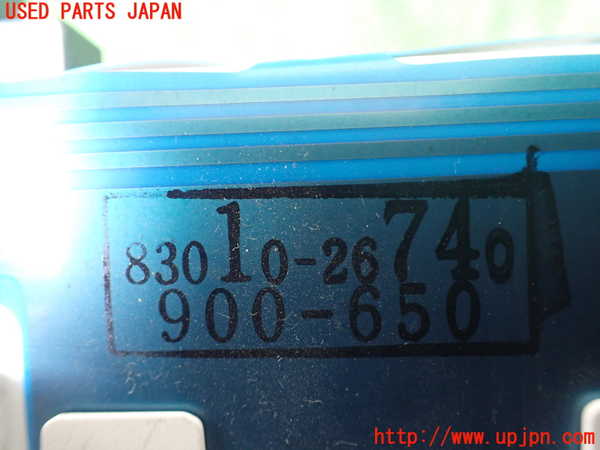 USED PARTS JAPAN
83010-26740
900-650
http://www.upjpn.com/